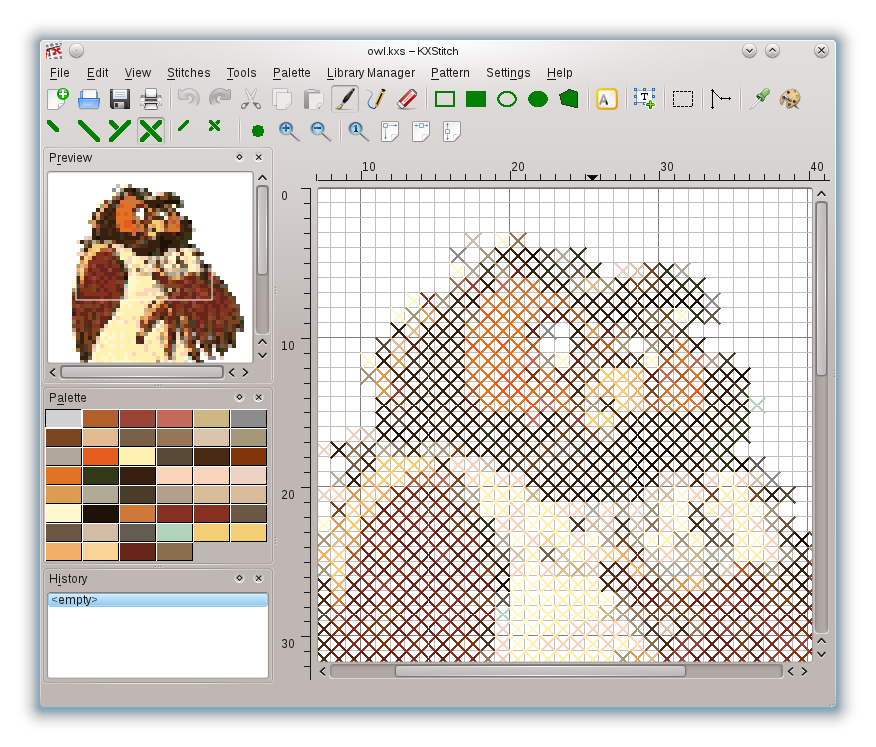 owl.kxs – KXStitch
File Edit View Stitches Tools Palette Library Manager Pattern Settings Help
A T
1
Preview
10 20 30 40
0
10
Palette
20
History
<empty>
30